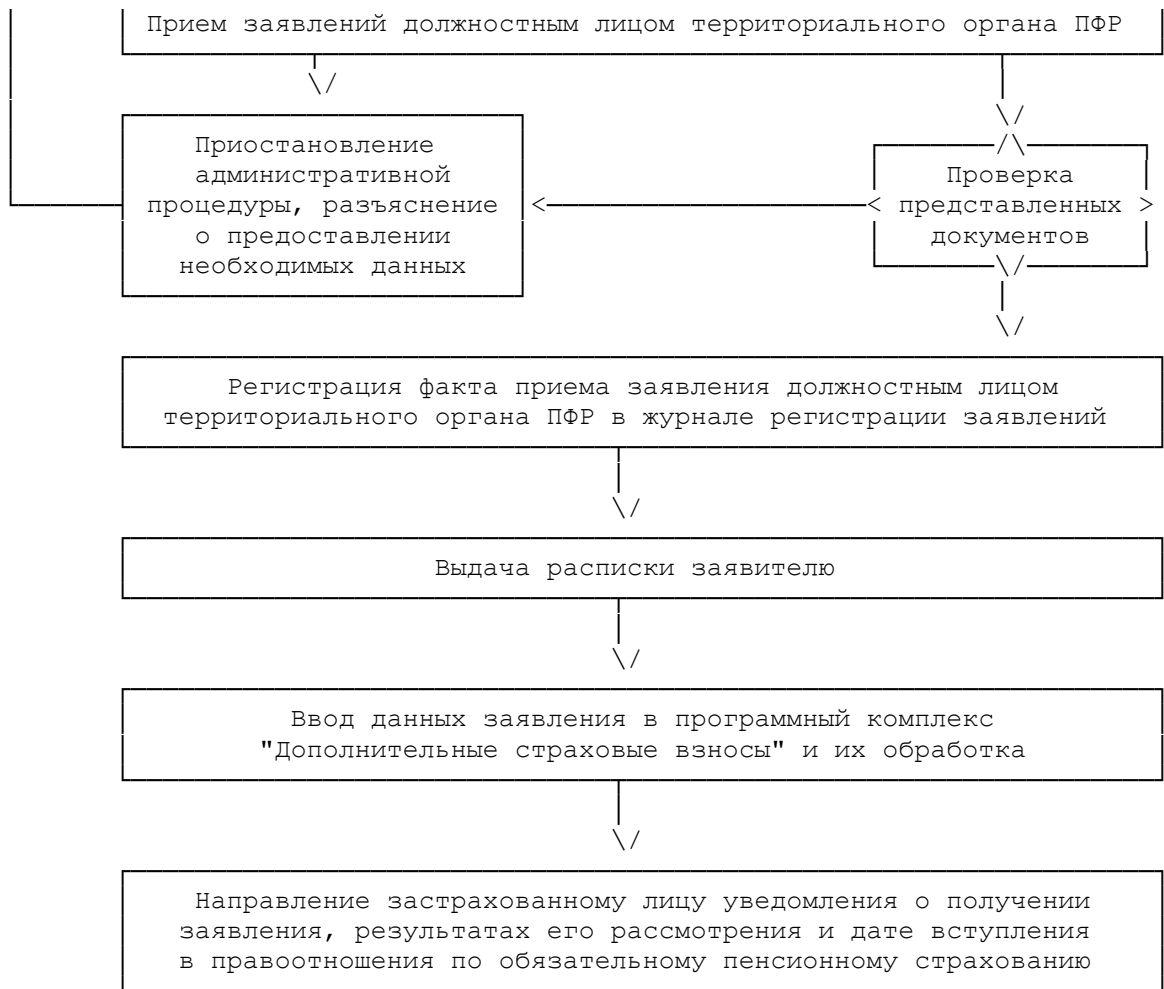 Прием заявлений должностным лицом территориального органа ПФР
Приостановление
административной
процедуры, разъяснение
о предоставлении
необходимых данных
Проверка
представленных
документов
Регистрация факта приема заявления должностным лицом
территориального органа ПФР в журнале регистрации заявлений
Выдача расписки заявителю
Ввод данных заявления в программный комплекс
"Дополнительные страховые взносы" и их обработка
Направление застрахованному лицу уведомления о получении
заявления, результатах его рассмотрения и дате вступления
в правоотношения по обязательному пенсионному страхованию